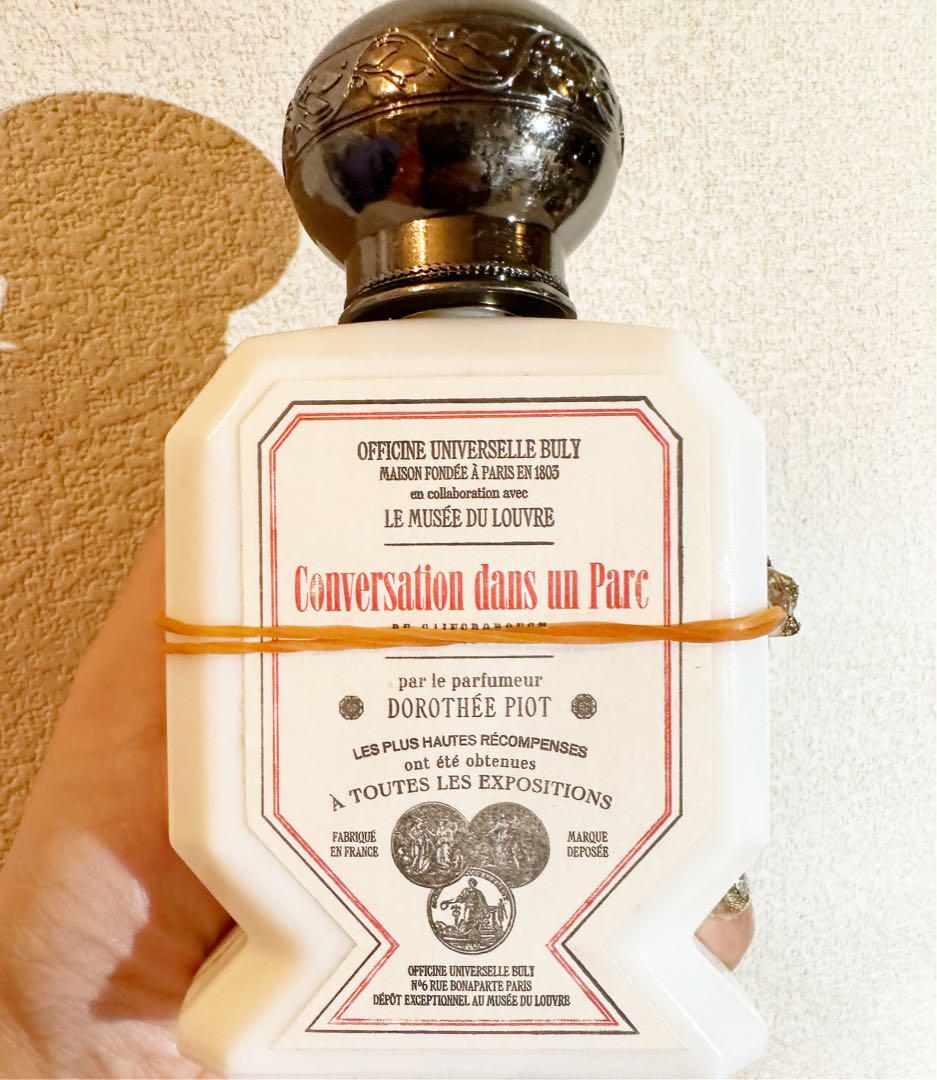 OFFICINE UNIVERSELLE BULY
MAISON FONDÉE À PARIS EN 1803
en collaboration avec
LE MUSÉE DU LOUVRE
Conversation dans un Parc
par le parfumeur
DOROTHÉE PIOT
LES PLUS HAUTES RÉCOMPENSES
ont été obtenues
À TOUTES LES EXPOSITIONS
FABRIQUÉ
EN FRANCE
MARQUE
DEPOSÉE
OFFICINE UNIVERSELLE BULY
Nº6 RUE BONAPARTE PARIS
DÉPÔT EXCEPTIONNEL AU MUSÉE DU LOUVRE